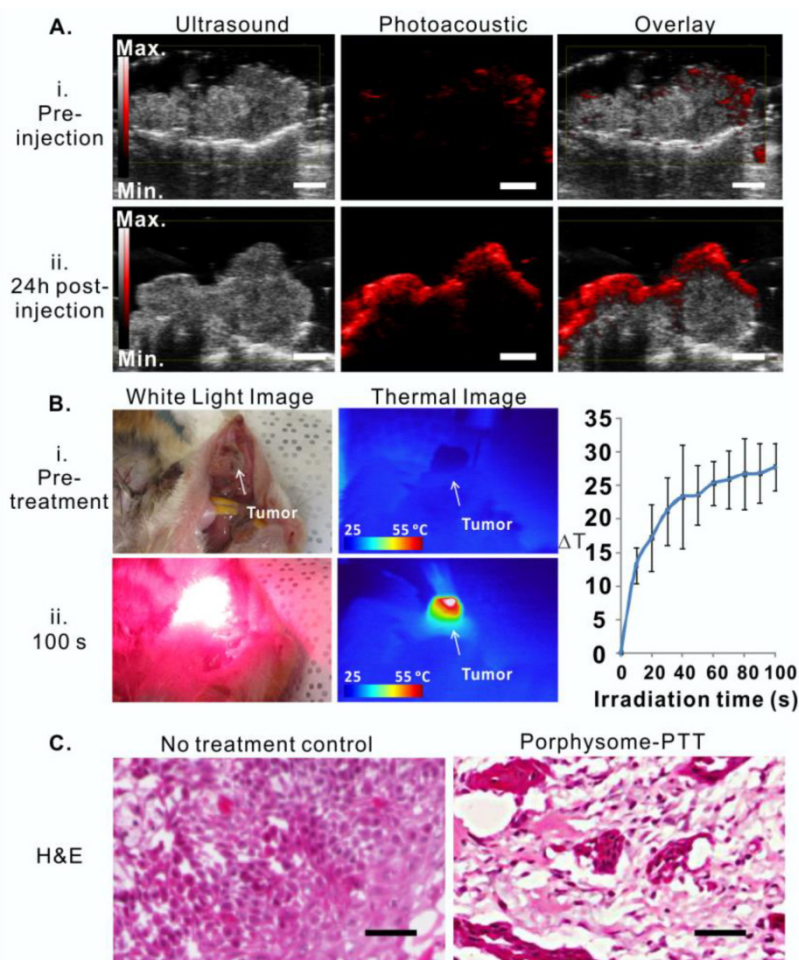 A.
Ultrasound
Photoacoustic
Overlay
i.
Pre-
injection
Max.
Min.
ii.
24h post-
injection
Max.
Min.
B.
White Light Image
Thermal Image
i.
Pre-
treatment
Tumor
Tumor
25 55 ºC
ii.
100 s
Tumor
25 55 ºC
35
30
25
20
15
10
5
0
ΔT
0 20 40 60 80 100
Irradiation time (s)
C.
No treatment control
Porphysome-PTT
H&E